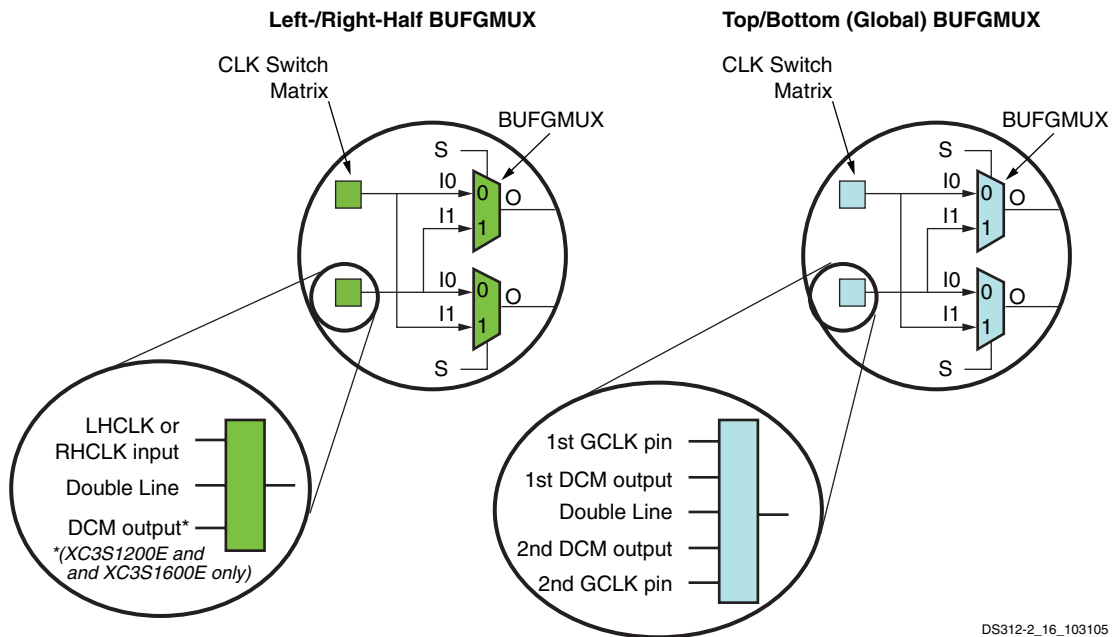 Left-/Right-Half BUFGMUX
CLK Switch
Matrix
BUFGMUX
S
I0
0
O
I1
1
I0
0
O
I1
1
S
LHCLK or
RHCLK input
Double Line
DCM output*
*(XC3S1200E and
and XC3S1600E only)
Top/Bottom (Global) BUFGMUX
CLK Switch
Matrix
BUFGMUX
S
I0
0
O
I1
1
I0
0
O
I1
1
S
1st GCLK pin
1st DCM output
Double Line
2nd DCM output
2nd GCLK pin
DS312-2_16_103105